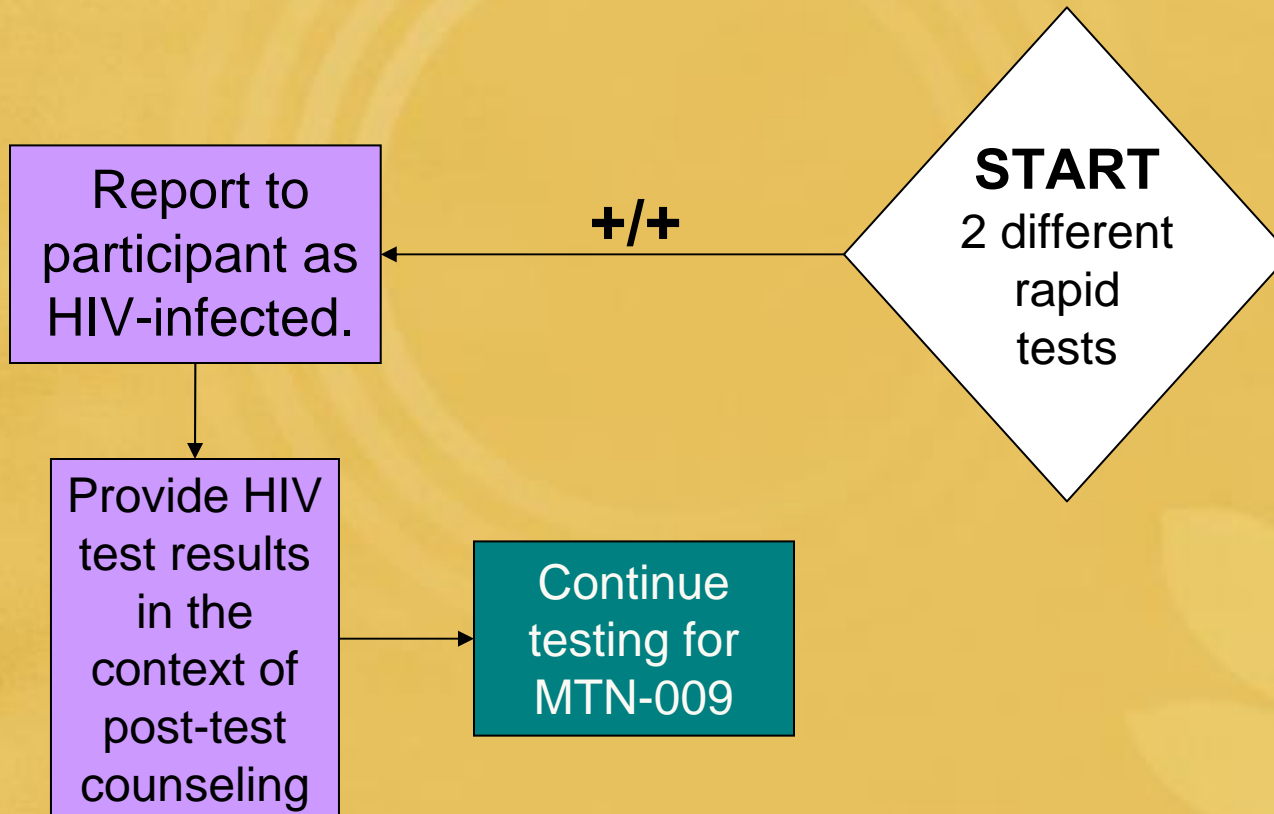 START
2 different
rapid
tests
+/+
Report to
participant as
HIV-infected.
Provide HIV
test results
in the
context of
post-test
counseling
Continue
testing for
MTN-009